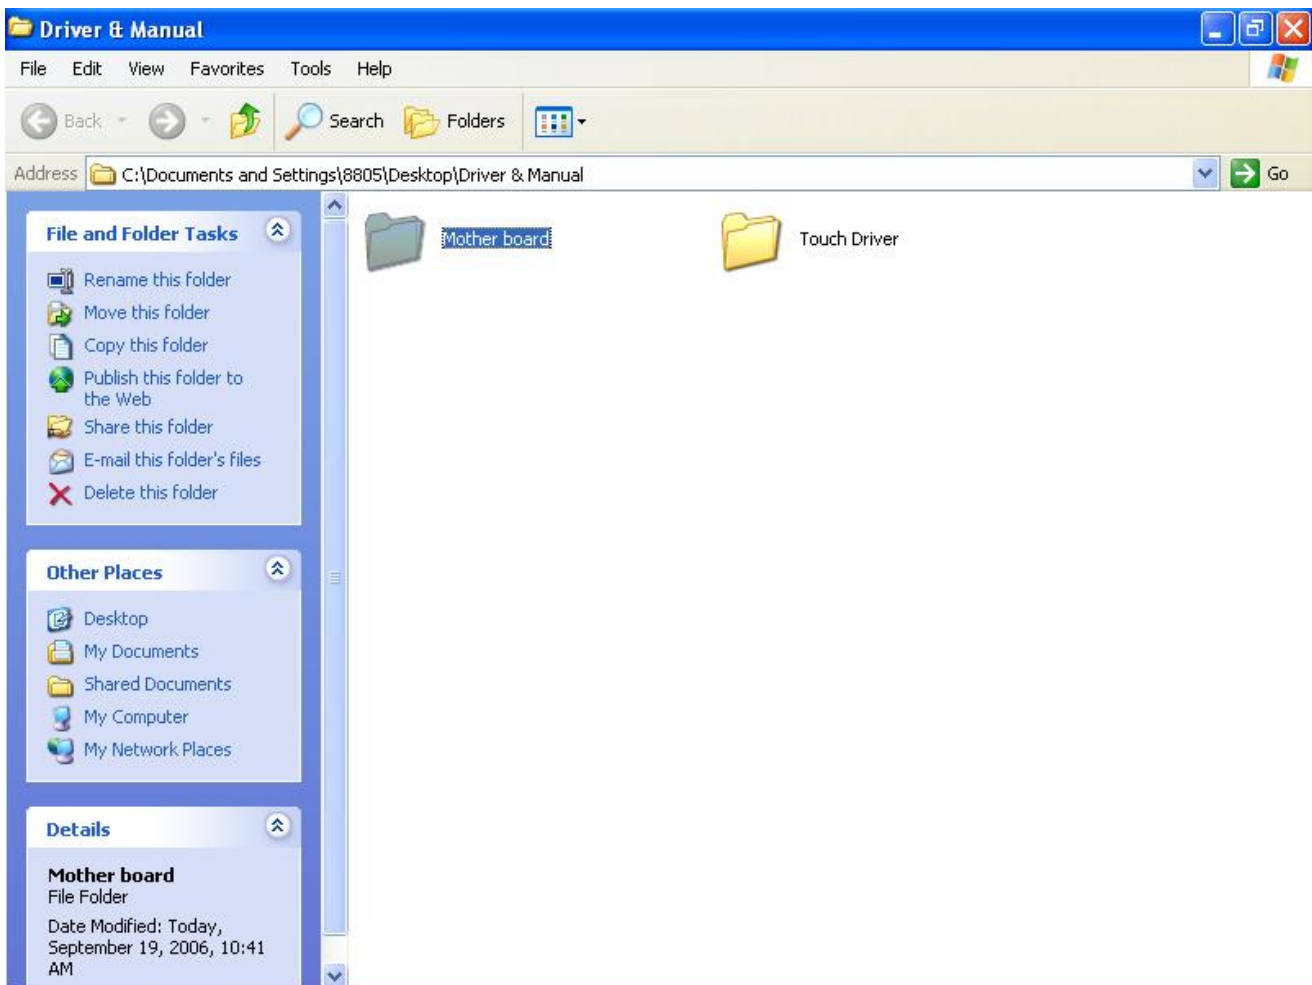 Driver & Manual
File Edit View Favorites Tools Help
Back Search Folders
Address C:\Documents and Settings\8805\Desktop\Driver & Manual Go
File and Folder Tasks
Rename this folder
Move this folder
Copy this folder
Publish this folder to
the Web
Share this folder
E-mail this folder's files
Delete this folder
Other Places
Desktop
My Documents
Shared Documents
My Computer
My Network Places
Details
Mother board
File Folder
Date Modified: Today,
September 19, 2006, 10:41
AM
Mother board
Touch Driver